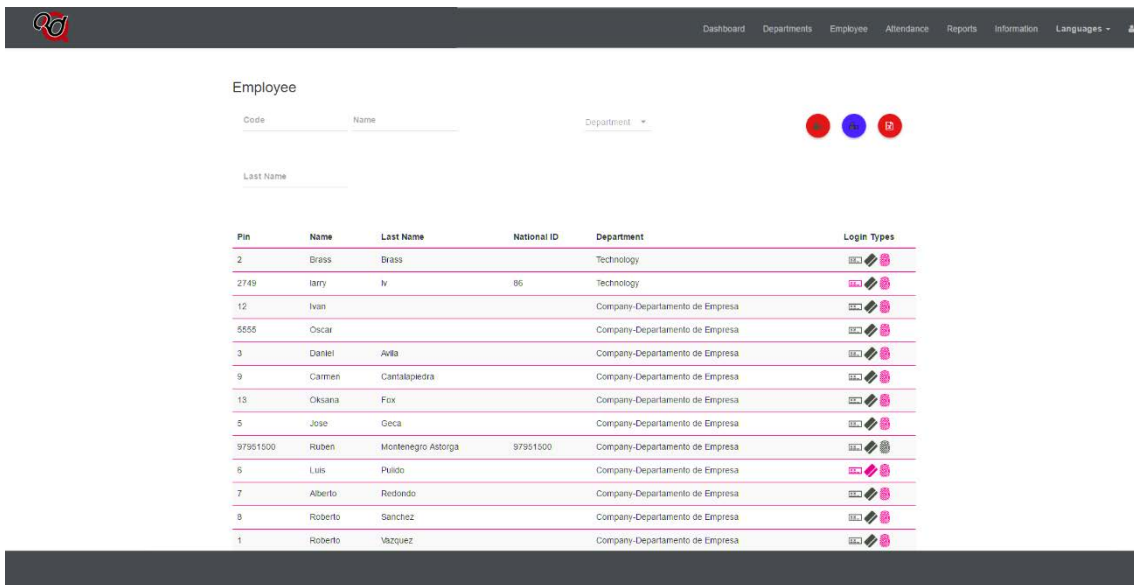 Dashboard Departments Employee Attendance Reports Information Languages
Employee
Code Name Department
Last Name
Pin Name Last Name National ID Department Login Types
2 Brass Brass Technology
2749 larry lv 86 Technology
12 Ivan Company-Departamento de Empresa
5555 Oscar Company-Departamento de Empresa
3 Daniel Avila Company-Departamento de Empresa
9 Carmen Cantalapiedra Company-Departamento de Empresa
13 Oksana Fox Company-Departamento de Empresa
5 Jose Geca Company-Departamento de Empresa
97951500 Ruben Montenegro Astorga 97951500 Company-Departamento de Empresa
6 Luis Pulido Company-Departamento de Empresa
7 Alberto Redondo Company-Departamento de Empresa
8 Roberto Sanchez Company-Departamento de Empresa
1 Roberto Vazquez Company-Departamento de Empresa